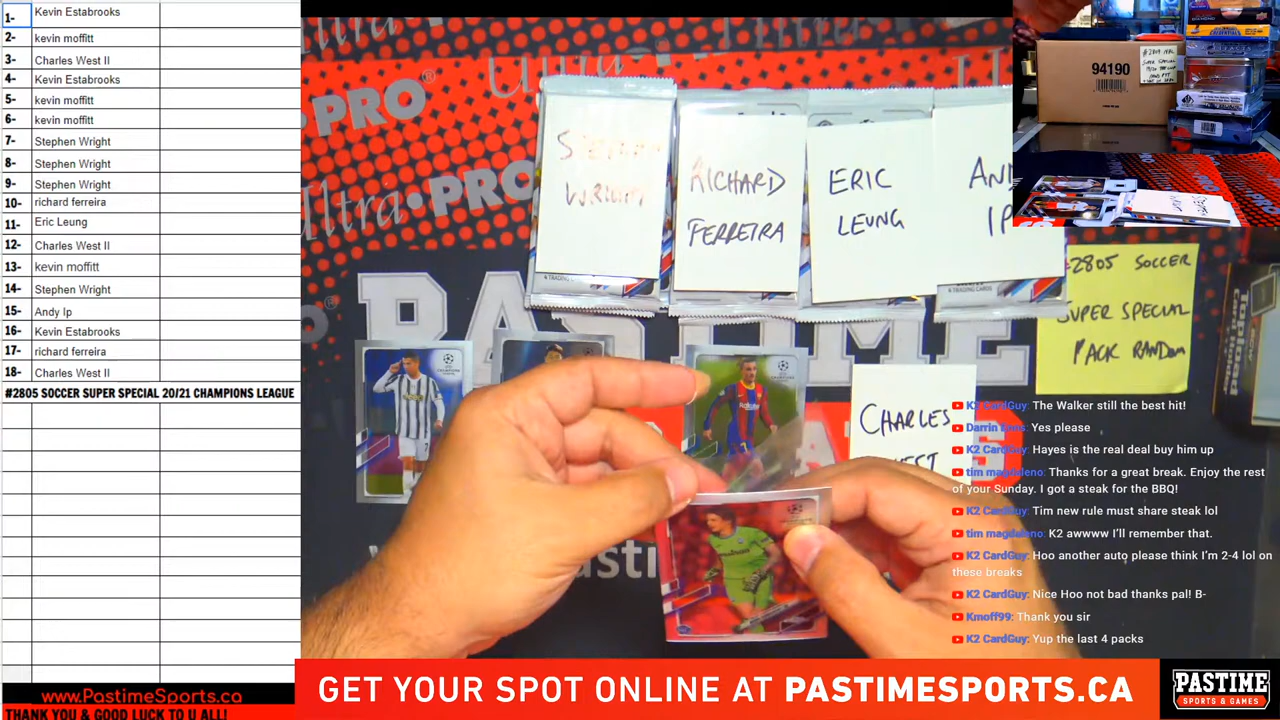 1- Kevin Estabrooks
2- kevin moffitt
3- Charles West II
4- Kevin Estabrooks
5- kevin moffitt
6- kevin moffitt
7- Stephen Wright
8- Stephen Wright
9- Stephen Wright
10- richard ferreira
11- Eric Leung
12- Charles West II
13- kevin moffitt
14- Stephen Wright
15- Andy Ip
16- Kevin Estabrooks
17- richard ferreira
18- Charles West II
#2805 SOCCER SUPER SPECIAL 20/21 CHAMPIONS LEAGUE
www.PastimeSports.ca
THANK YOU & GOOD LUCK TO U ALL!
Ultra·PRO
STEPHEN
WRIGHT
RICHARD
FERREIRA
ERIC
LEUNG
AND
IP
#2805 SOCCER
SUPER SPECIAL
PACK RANDOM
94190
CHARLES
WEST
K2 CardGuy: The Walker still the best hit!
Yes please
K2 CardGuy: Hayes is the real deal buy him up
tim magdaleno: Thanks for a great break. Enjoy the rest
of your Sunday. I got a steak for the BBQ!
K2 CardGuy: Tim new rule must share steak lol
tim magdaleno: K2 awwww I'll remember that.
K2 CardGuy: Hoo another auto please think I'm 2-4 lol on
these breaks
K2 CardGuy: Nice Hoo not bad thanks pal! B-
Kmoff99: Thank you sir
K2 CardGuy: Yup the last 4 packs
GET YOUR SPOT ONLINE AT PASTIMESPORTS.CA
PASTIME
SPORTS & GAMES